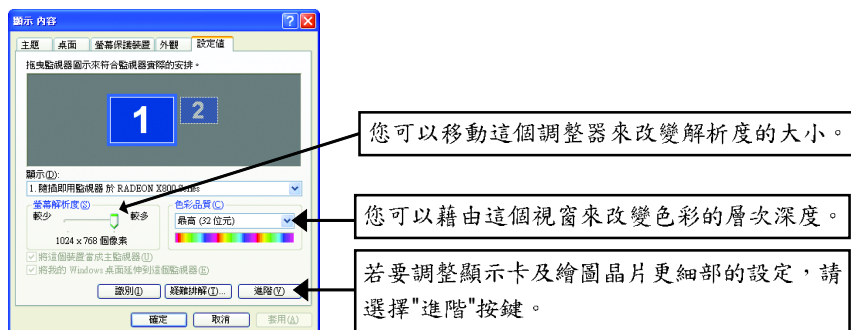 顯示 內容
主題 桌面 螢幕保護裝置 外觀 設定值
拖曳監視器圖示來符合監視器實際的安排。
1 2
您可以移動這個調整器來改變解析度的大小。
顯示(D):
1. 隨插即用監視器 於 RADEON X800 Series
螢幕解析度(S)
較少 較多
1024 x 768 個像素
色彩品質(C)
最高 (32 位元)
您可以藉由這個視窗來改變色彩的層次深度。
將這個裝置當成主監視器(U)
將我的 Windows 桌面延伸到這個監視器(E)
識別(I) 疑難排解(T)... 進階(V)
若要調整顯示卡及繪圖晶片更細部的設定，請
選擇"進階"按鍵。
確定 取消 套用(A)